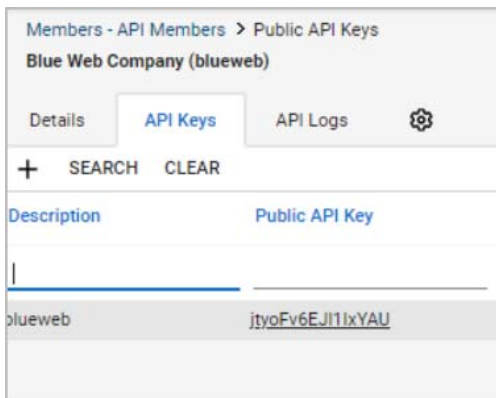 Members - API Members > Public API Keys
Blue Web Company (blueweb)
Details API Keys API Logs
+ SEARCH CLEAR
Description Public API Key
blueweb jtyoFv6EJI1IxYAU